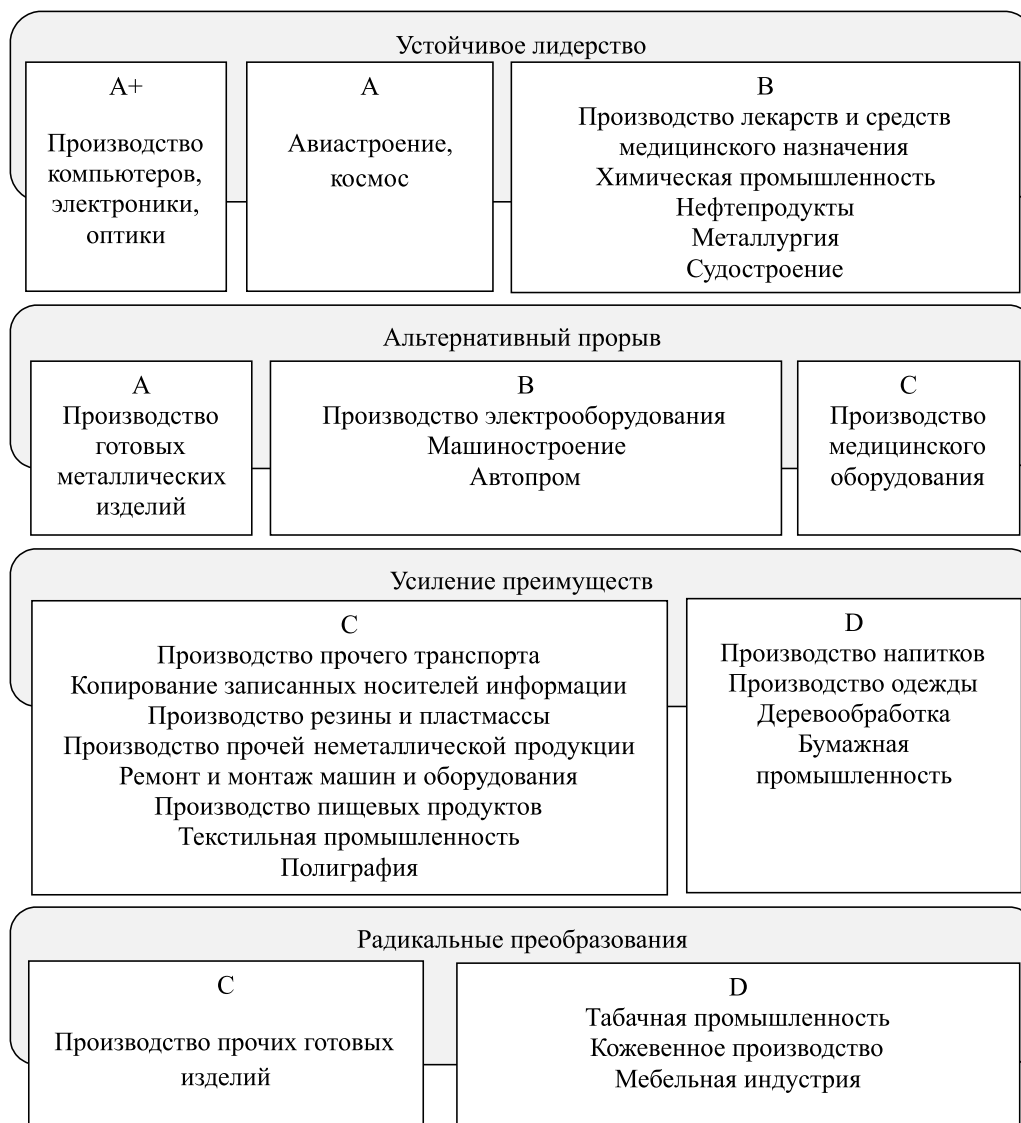 Устойчивое лидерство
A+
Производство
компьютеров,
электроники,
оптики
A
Авиастроение,
космос
B
Производство лекарств и средств
медицинского назначения
Химическая промышленность
Нефтепродукты
Металлургия
Судостроение
Альтернативный прорыв
A
Производство
готовых
металлических
изделий
B
Производство электрооборудования
Машиностроение
Автопром
C
Производство
медицинского
оборудования
Усиление преимуществ
C
Производство прочего транспорта
Копирование записанных носителей информации
Производство резины и пластмассы
Производство прочей неметаллической продукции
Ремонт и монтаж машин и оборудования
Производство пищевых продуктов
Текстильная промышленность
Полиграфия
D
Производство напитков
Производство одежды
Деревообработка
Бумажная
промышленность
Радикальные преобразования
C
Производство прочих готовых
изделий
D
Табачная промышленность
Кожевенное производство
Мебельная индустрия